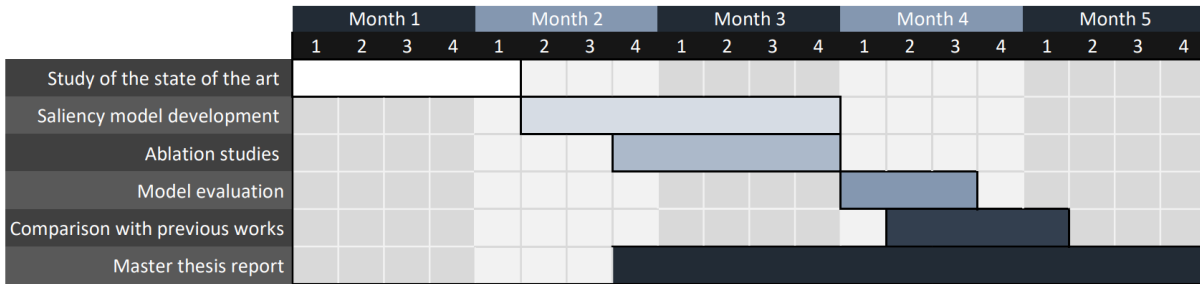 Month 1 Month 2 Month 3 Month 4 Month 5
1 2 3 4 1 2 3 4 1 2 3 4 1 2 3 4 1 2 3 4
Study of the state of the art
Saliency model development
Ablation studies
Model evaluation
Comparison with previous works
Master thesis report